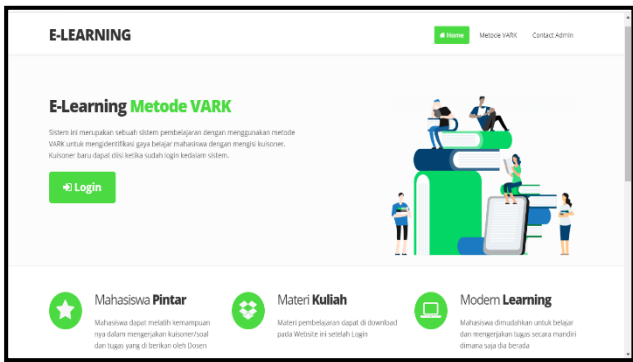 E-LEARNING
Home Metode VARK Contact Admin
E-Learning Metode VARK
Sistem ini merupakan sebuah sistem pembelajaran dengan menggunakan metode
VARK untuk mengidentifikasi gaya belajar mahasiswa dengan mengisi kuisoner.
Kuisoner baru dapat diisi ketika sudah login kedalam sistem.
Login
Mahasiswa Pintar
Mahasiswa dapat melatih kemampuan
nya dalam mengerjakan kuisoner/soal
dan tugas yang di berikan oleh Dosen
Materi Kuliah
Materi pembelajaran dapat di download
pada Website ini setelah Login
Modern Learning
Mahasiswa dimudahkan untuk belajar
dan mengerjakan tugas secara mandiri
dimana saja dia berada